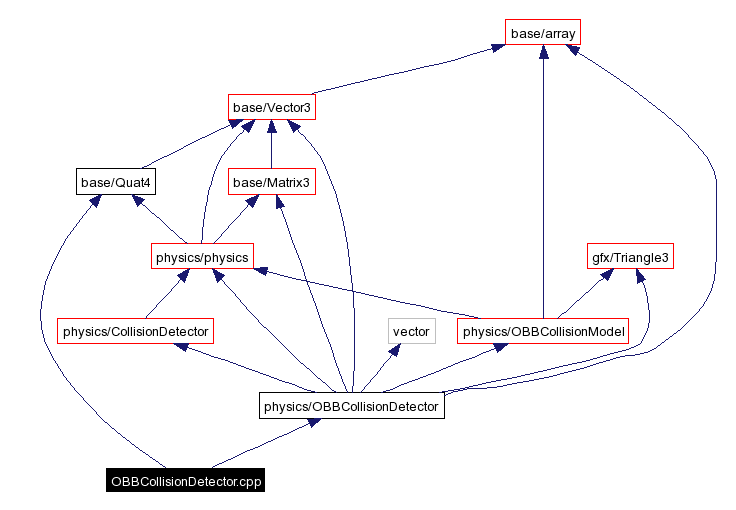 base/array
base/Vector3
base/Quat4
base/Matrix3
physics/physics
gfx/Triangle3
physics/CollisionDetector
vector
physics/OBBCollisionModel
physics/OBBCollisionDetector
OBBCollisionDetector.cpp